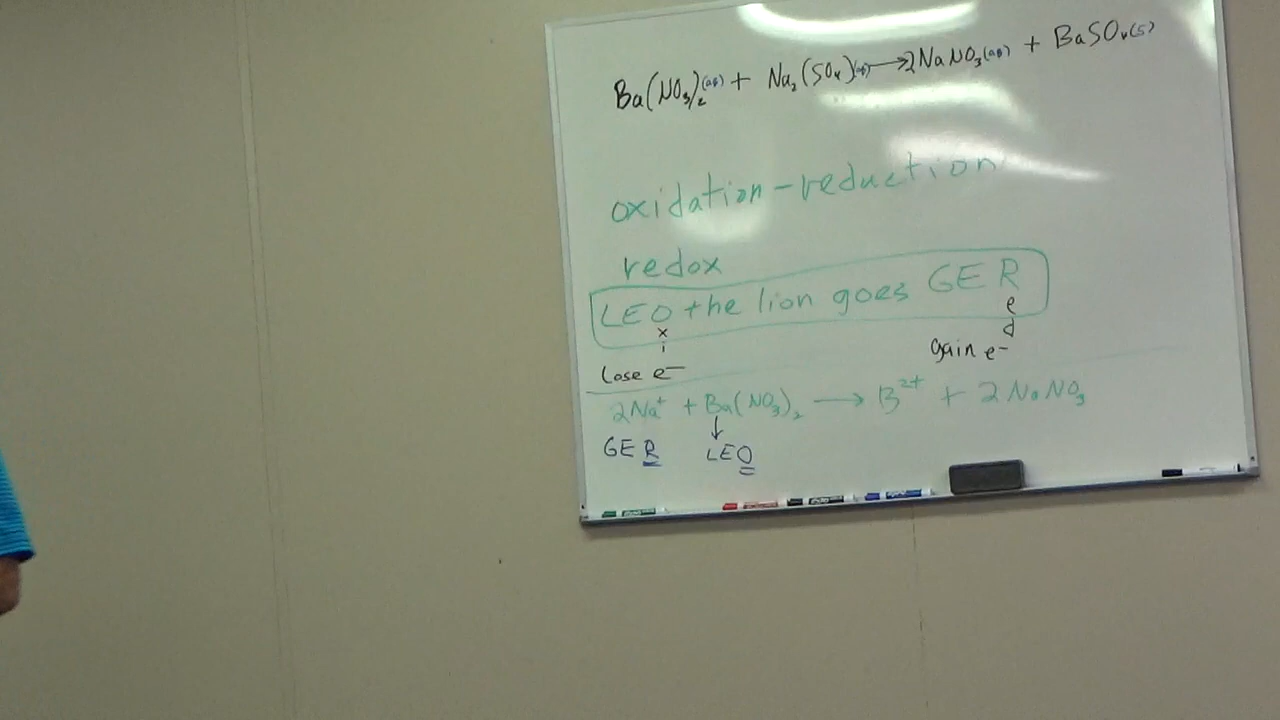 Ba(NO₃)₂(aq) + Na₂(SO₄)(aq) → 2NaNO₃(aq) + BaSO₄(s)
oxidation-reduction
redox
LEO the lion goes GER
x e
i d
gain e⁻
Lose e⁻
2Na⁺ + Ba(NO₃)₂ → B²⁺ + 2NaNO₃
GER LEO